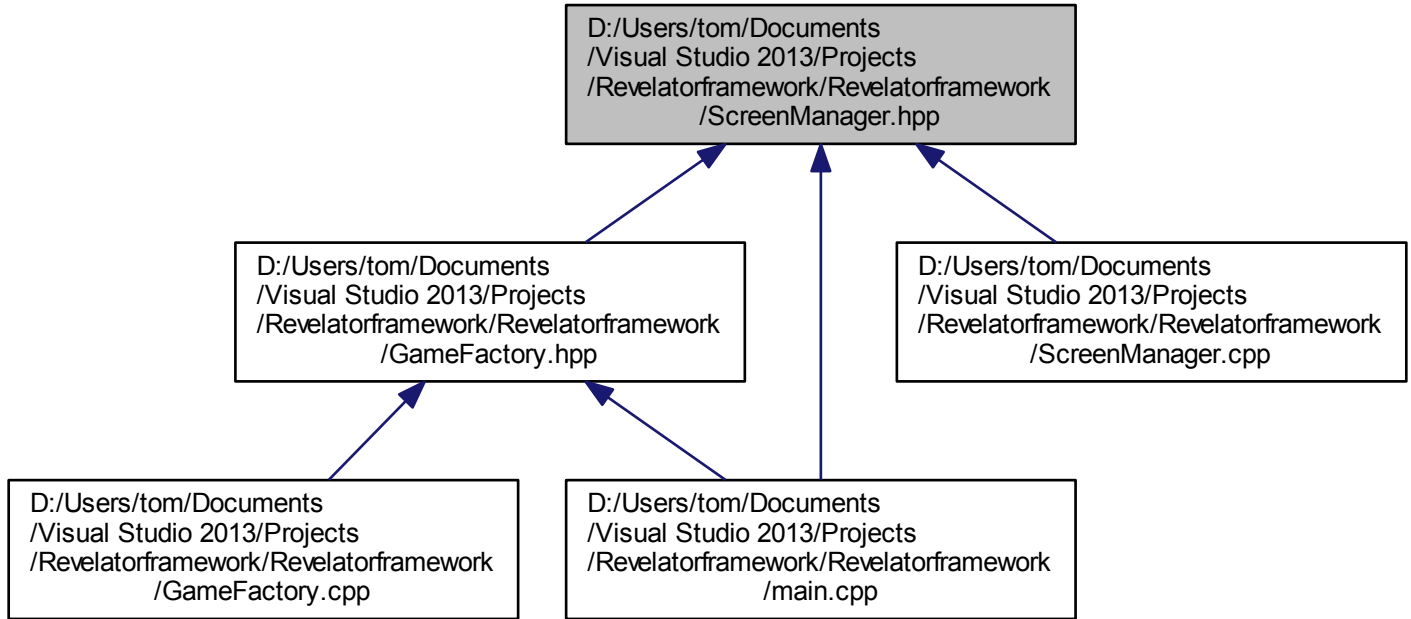 D:/Users/tom/Documents
/Visual Studio 2013/Projects
/Revelatorframework/Revelatorframework
/ScreenManager.hpp
D:/Users/tom/Documents
/Visual Studio 2013/Projects
/Revelatorframework/Revelatorframework
/GameFactory.hpp
D:/Users/tom/Documents
/Visual Studio 2013/Projects
/Revelatorframework/Revelatorframework
/ScreenManager.cpp
D:/Users/tom/Documents
/Visual Studio 2013/Projects
/Revelatorframework/Revelatorframework
/GameFactory.cpp
D:/Users/tom/Documents
/Visual Studio 2013/Projects
/Revelatorframework/Revelatorframework
/main.cpp